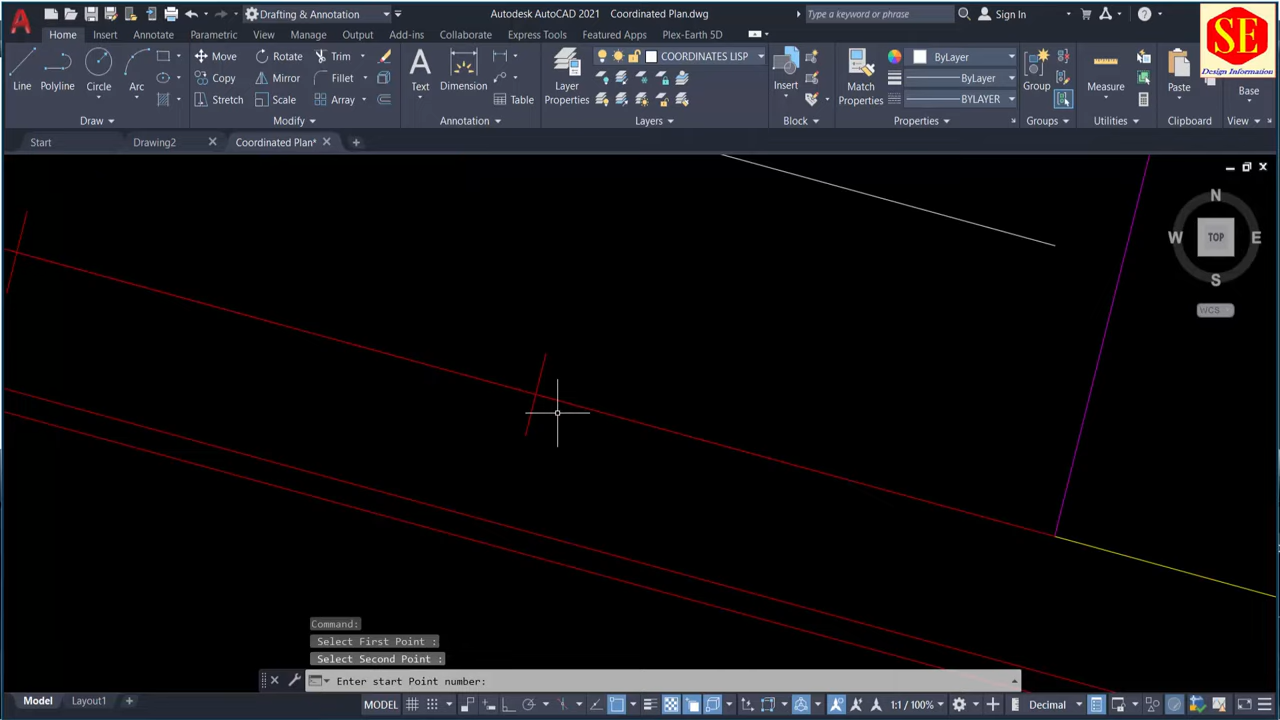 Drafting & Annotation
Autodesk AutoCAD 2021 Coordinated Plan.dwg
Type a keyword or phrase
Sign In
SE
Design Information
Home Insert Annotate Parametric View Manage Output Add-ins Collaborate Express Tools Featured Apps Plex-Earth 5D
Line Polyline Circle Arc
Move Rotate Trim
Copy Mirror Fillet
Stretch Scale Array
Text Dimension Table
Layer Properties
COORDINATES LISP
Insert
Match Properties
ByLayer
ByLayer
BYLAYER
Group Measure Paste Base
Draw Modify Annotation Layers Block Properties Groups Utilities Clipboard View
Start Drawing2 Coordinated Plan*
N
W TOP E
S
WCS
Command:
Select First Point :
Select Second Point :
Enter start Point number:
Model Layout1
MODEL 1:1 / 100% Decimal